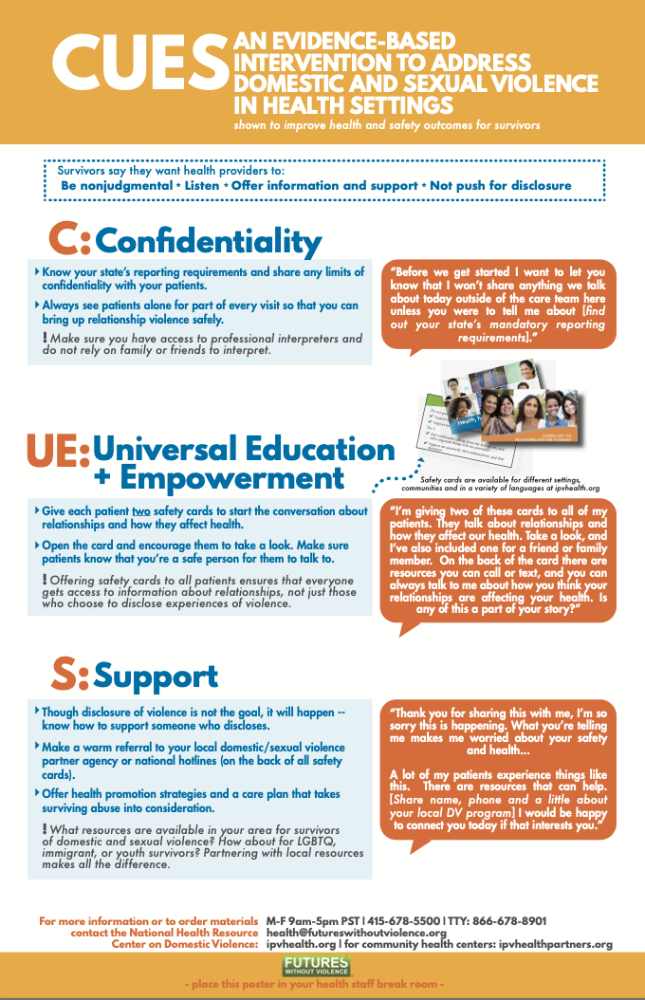 CUES
AN EVIDENCE-BASED
INTERVENTION TO ADDRESS
DOMESTIC AND SEXUAL VIOLENCE
IN HEALTH SETTINGS
shown to improve health and safety outcomes for survivors
Survivors say they want health providers to:
Be nonjudgmental * Listen * Offer information and support * Not push for disclosure
C: Confidentiality
Know your state's reporting requirements and share any limits of
confidentiality with your patients.
Always see patients alone for part of every visit so that you can
bring up relationship violence safely.
! Make sure you have access to professional interpreters and
do not rely on family or friends to interpret.
"Before we get started I want to let you
know that I won't share anything we talk
about today outside of the care team here
unless you were to tell me about [find
out your state's mandatory reporting
requirements]."
UE: Universal Education
+ Empowerment
Safety cards are available for different settings,
communities and in a variety of languages at ipvhealth.org
Give each patient two safety cards to start the conversation about
relationships and how they affect health.
Open the card and encourage them to take a look. Make sure
patients know that you're a safe person for them to talk to.
! Offering safety cards to all patients ensures that everyone
gets access to information about relationships, not just those
who choose to disclose experiences of violence.
"I'm giving two of these cards to all of my
patients. They talk about relationships and
how they affect our health. Take a look, and
I've also included one for a friend or family
member. On the back of the card there are
resources you can call or text, and you can
always talk to me about how you think your
relationships are affecting your health. Is
any of this a part of your story?"
S: Support
Though disclosure of violence is not the goal, it will happen --
know how to support someone who discloses.
Make a warm referral to your local domestic/sexual violence
partner agency or national hotlines (on the back of all safety
cards).
Offer health promotion strategies and a care plan that takes
surviving abuse into consideration.
! What resources are available in your area for survivors
of domestic and sexual violence? How about for LGBTQ,
immigrant, or youth survivors? Partnering with local resources
makes all the difference.
"Thank you for sharing this with me, I'm so
sorry this is happening. What you're telling
me makes me worried about your safety
and health...
A lot of my patients experience things like
this. There are resources that can help.
[Share name, phone and a little about
your local DV program] I would be happy
to connect you today if that interests you."
For more information or to order materials
contact the National Health Resource
Center on Domestic Violence:
M-F 9am-5pm PST | 415-678-5500 | TTY: 866-678-8901
health@futureswithoutviolence.org
ipvhealth.org | for community health centers: ipvhealthpartners.org
FUTURES
WITHOUT VIOLENCE
- place this poster in your health staff break room -